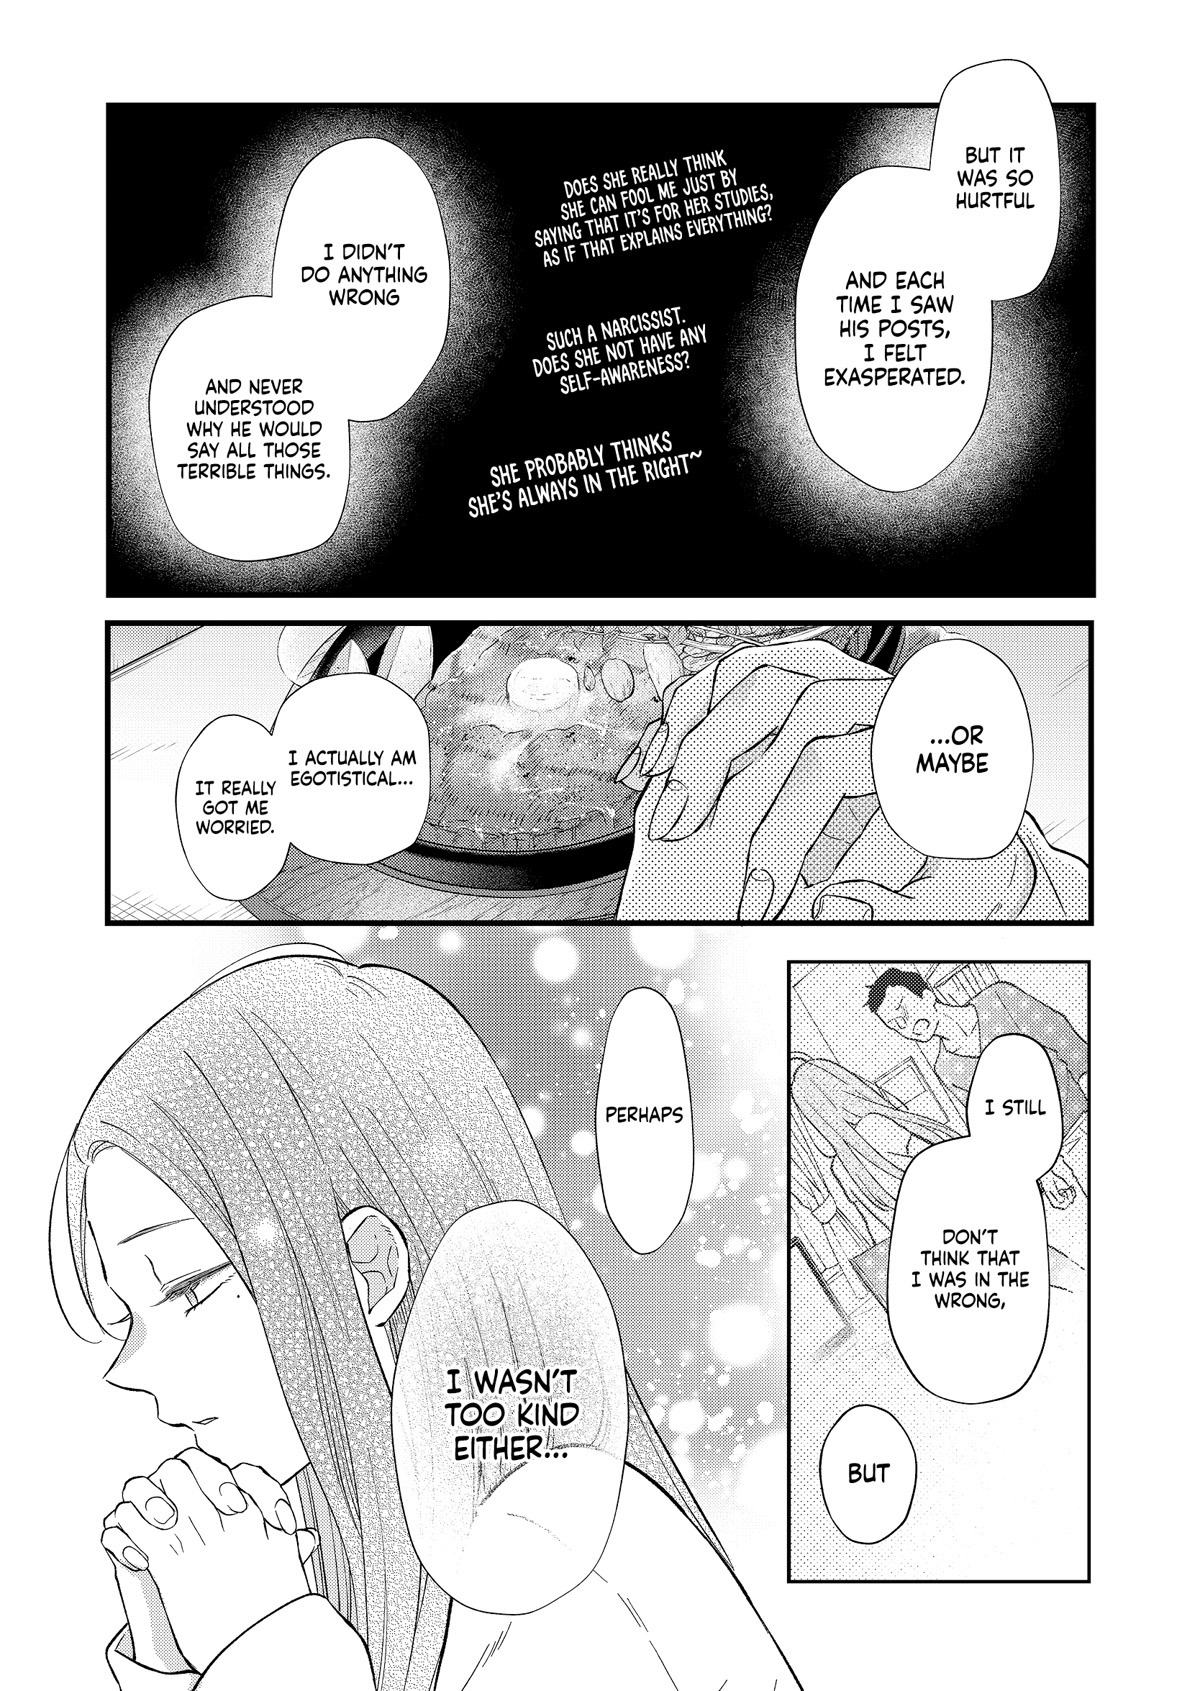 BUT IT
WAS SO
HURTFUL
AND EACH
TIME I SAW
HIS POSTS,
I FELT
EXASPERATED.
DOES SHE REALLY THINK
SHE CAN FOOL ME JUST BY
SAYING THAT IT'S FOR HER STUDIES,
AS IF THAT EXPLAINS EVERYTHING?
SUCH A NARCISSIST.
DOES SHE NOT HAVE ANY
SELF-AWARENESS?
SHE PROBABLY THINKS
SHE'S ALWAYS IN THE RIGHT~
I DIDN'T
DO ANYTHING
WRONG
AND NEVER
UNDERSTOOD
WHY HE WOULD
SAY ALL THOSE
TERRIBLE THINGS.
...OR
MAYBE
I ACTUALLY AM
EGOTISTICAL...
IT REALLY
GOT ME
WORRIED.
I STILL
DON'T
THINK THAT
I WAS IN THE
WRONG,
BUT
PERHAPS
I WASN'T
TOO KIND
EITHER...